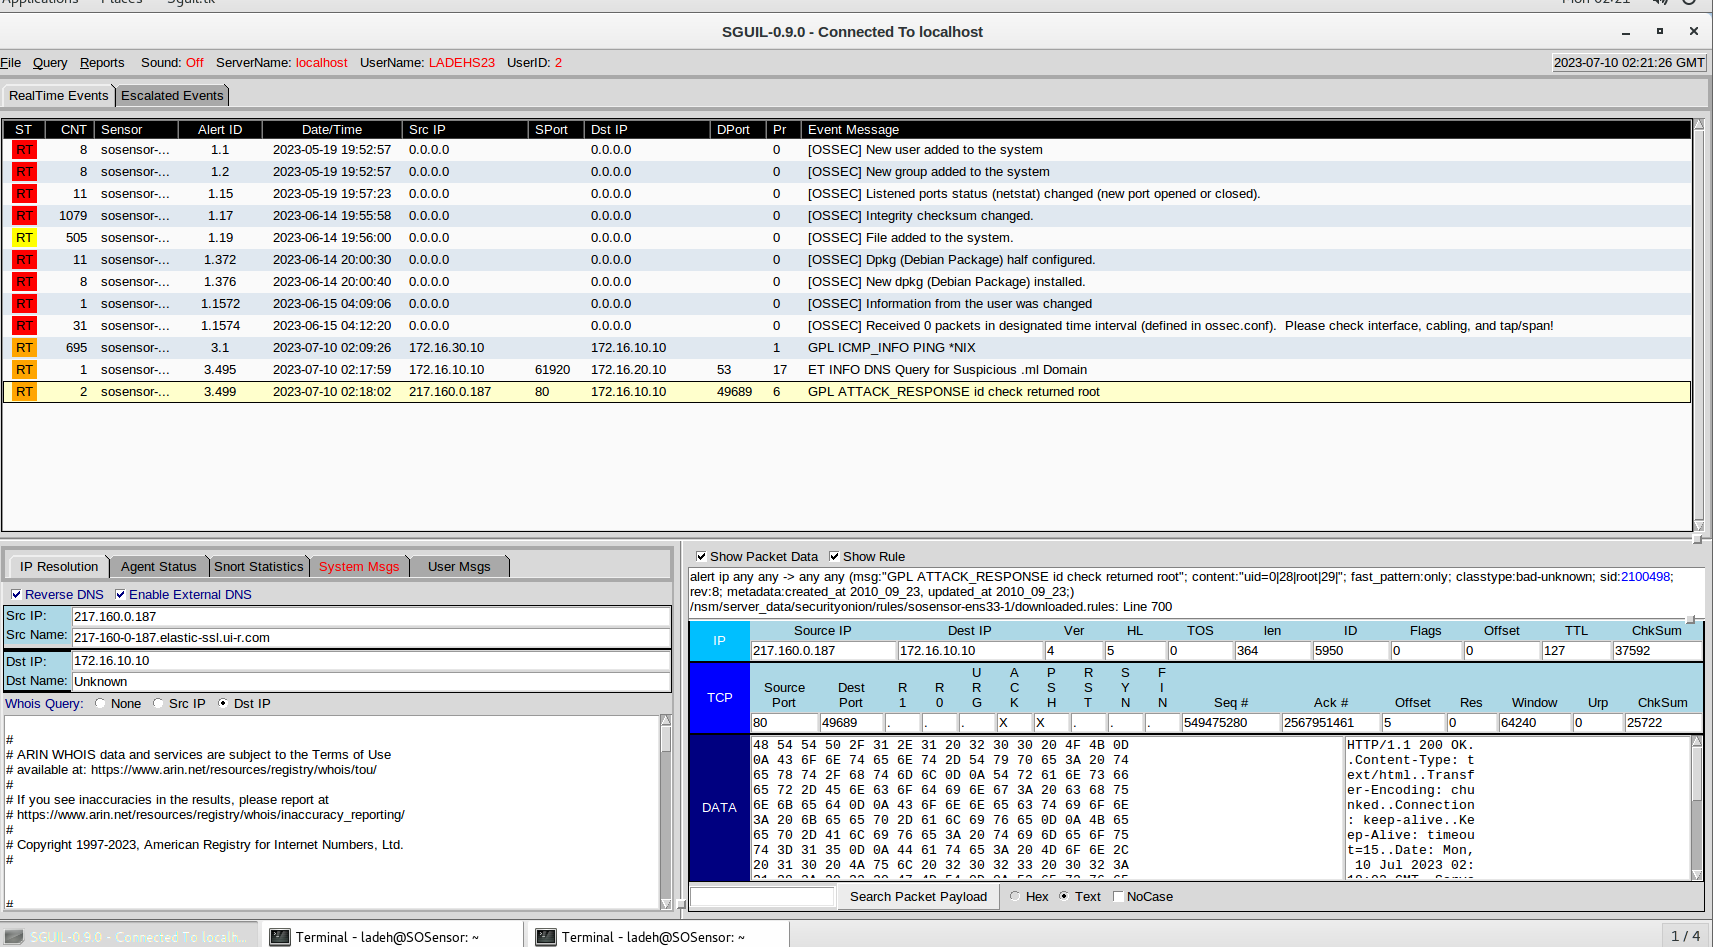 Applications Places Sguil.tk Mon 02:21
SGUIL-0.9.0 - Connected To localhost
File Query Reports Sound: Off ServerName: localhost UserName: LADEHS23 UserID: 2 2023-07-10 02:21:26 GMT
RealTime Events Escalated Events
ST CNT Sensor Alert ID Date/Time Src IP SPort Dst IP DPort Pr Event Message
RT 8 sosensor-... 1.1 2023-05-19 19:52:57 0.0.0.0 0.0.0.0 0 [OSSEC] New user added to the system
RT 8 sosensor-... 1.2 2023-05-19 19:52:57 0.0.0.0 0.0.0.0 0 [OSSEC] New group added to the system
RT 11 sosensor-... 1.15 2023-05-19 19:57:23 0.0.0.0 0.0.0.0 0 [OSSEC] Listened ports status (netstat) changed (new port opened or closed).
RT 1079 sosensor-... 1.17 2023-06-14 19:55:58 0.0.0.0 0.0.0.0 0 [OSSEC] Integrity checksum changed.
RT 505 sosensor-... 1.19 2023-06-14 19:56:00 0.0.0.0 0.0.0.0 0 [OSSEC] File added to the system.
RT 11 sosensor-... 1.372 2023-06-14 20:00:30 0.0.0.0 0.0.0.0 0 [OSSEC] Dpkg (Debian Package) half configured.
RT 8 sosensor-... 1.376 2023-06-14 20:00:40 0.0.0.0 0.0.0.0 0 [OSSEC] New dpkg (Debian Package) installed.
RT 1 sosensor-... 1.1572 2023-06-15 04:09:06 0.0.0.0 0.0.0.0 0 [OSSEC] Information from the user was changed
RT 31 sosensor-... 1.1574 2023-06-15 04:12:20 0.0.0.0 0.0.0.0 0 [OSSEC] Received 0 packets in designated time interval (defined in ossec.conf). Please check interface, cabling, and tap/span!
RT 695 sosensor-... 3.1 2023-07-10 02:09:26 172.16.30.10 172.16.10.10 1 GPL ICMP_INFO PING *NIX
RT 1 sosensor-... 3.495 2023-07-10 02:17:59 172.16.10.10 61920 172.16.20.10 53 17 ET INFO DNS Query for Suspicious .ml Domain
RT 2 sosensor-... 3.499 2023-07-10 02:18:02 217.160.0.187 80 172.16.10.10 49689 6 GPL ATTACK_RESPONSE id check returned root
IP Resolution Agent Status Snort Statistics System Msgs User Msgs
Reverse DNS Enable External DNS
Src IP: 217.160.0.187
Src Name: 217-160-0-187.elastic-ssl.ui-r.com
Dst IP: 172.16.10.10
Dst Name: Unknown
Whois Query: None Src IP Dst IP
#
# ARIN WHOIS data and services are subject to the Terms of Use
# available at: https://www.arin.net/resources/registry/whois/tou/
#
# If you see inaccuracies in the results, please report at
# https://www.arin.net/resources/registry/whois/inaccuracy_reporting/
#
# Copyright 1997-2023, American Registry for Internet Numbers, Ltd.
#
#
Show Packet Data Show Rule
alert ip any any -> any any (msg:"GPL ATTACK_RESPONSE id check returned root"; content:"uid=0|28|root|29|"; fast_pattern:only; classtype:bad-unknown; sid:2100498;
rev:8; metadata:created_at 2010_09_23, updated_at 2010_09_23;)
/nsm/server_data/securityonion/rules/sosensor-ens33-1/downloaded.rules: Line 700
IP Source IP Dest IP Ver HL TOS len ID Flags Offset TTL ChkSum
217.160.0.187 172.16.10.10 4 5 0 364 5950 0 0 127 37592
TCP Source Port Dest Port R1 R0 URG ACK PSH RST SYN FIN Seq # Ack # Offset Res Window Urp ChkSum
80 49689 . . . X X . . . 549475280 2567951461 5 0 64240 0 25722
DATA
48 54 54 50 2F 31 2E 31 20 32 30 30 20 4F 4B 0D HTTP/1.1 200 OK.
0A 43 6F 6E 74 65 6E 74 2D 54 79 70 65 3A 20 74 .Content-Type: t
65 78 74 2F 68 74 6D 6C 0D 0A 54 72 61 6E 73 66 ext/html..Transf
65 72 2D 45 6E 63 6F 64 69 6E 67 3A 20 63 68 75 er-Encoding: chu
6E 6B 65 64 0D 0A 43 6F 6E 6E 65 63 74 69 6F 6E nked..Connection
3A 20 6B 65 65 70 2D 61 6C 69 76 65 0D 0A 4B 65 : keep-alive..Ke
65 70 2D 41 6C 69 76 65 3A 20 74 69 6D 65 6F 75 ep-Alive: timeou
74 3D 31 35 0D 0A 44 61 74 65 3A 20 4D 6F 6E 2C t=15..Date: Mon,
20 31 30 20 4A 75 6C 20 32 30 32 33 20 30 32 3A 10 Jul 2023 02:
Search Packet Payload Hex Text NoCase
SGUIL-0.9.0 - Connected To localh... Terminal - ladeh@SOSensor: ~ Terminal - ladeh@SOSensor: ~ 1 / 4